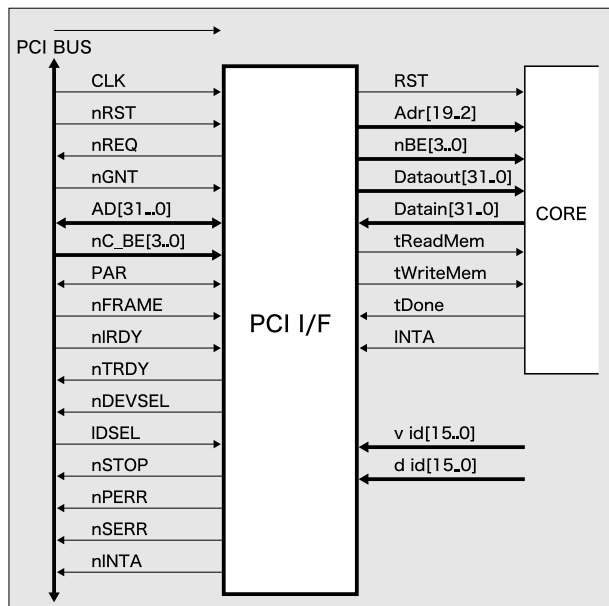 PCI BUS
CLK
nRST
nREQ
nGNT
AD[31..0]
nC_BE[3..0]
PAR
nFRAME
nIRDY
nTRDY
nDEVSEL
IDSEL
nSTOP
nPERR
nSERR
nINTA
PCI I/F
RST
Adr[19..2]
nBE[3..0]
Dataout[31..0]
Datain[31..0]
tReadMem
tWriteMem
tDone
INTA
v id[15..0]
d id[15..0]
CORE